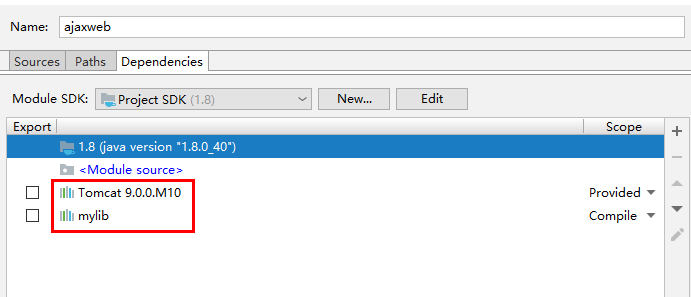 Name: ajaxweb
Sources Paths Dependencies
Module SDK: Project SDK (1.8) New... Edit
Export Scope
1.8 (java version "1.8.0_40")
<Module source>
Tomcat 9.0.0.M10 Provided
mylib Compile